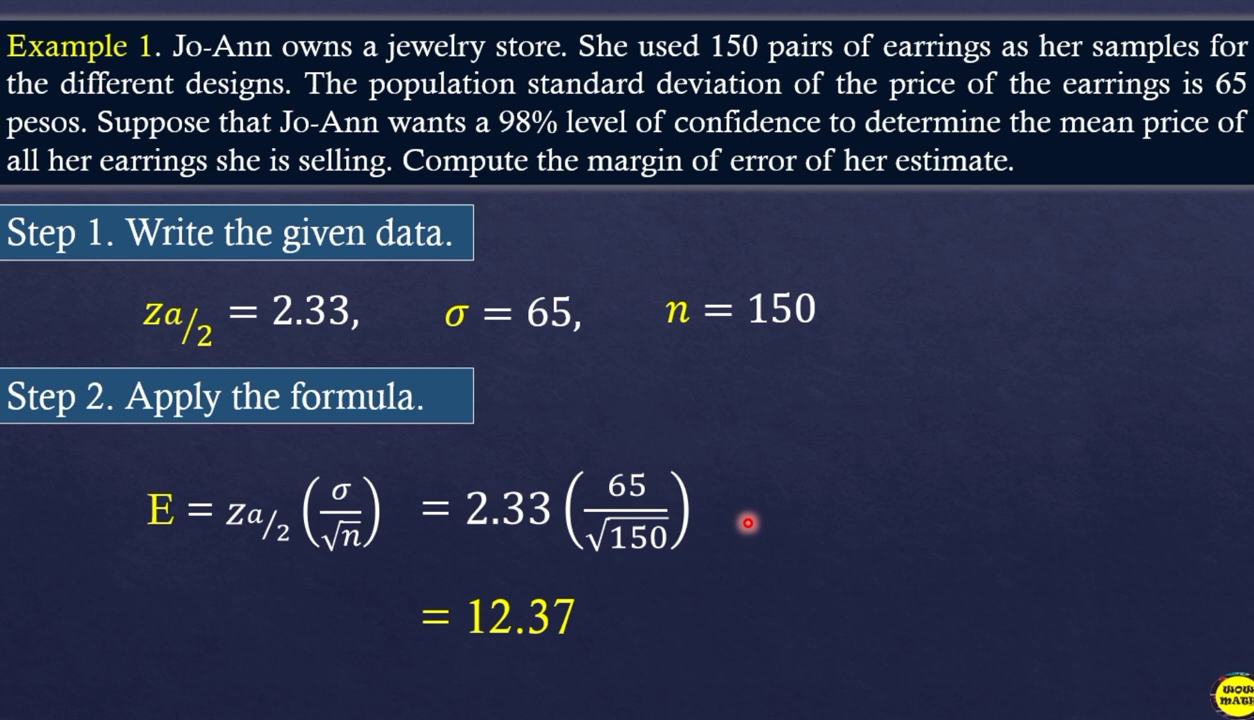 Example 1. Jo-Ann owns a jewelry store. She used 150 pairs of earrings as her samples for
the different designs. The population standard deviation of the price of the earrings is 65
pesos. Suppose that Jo-Ann wants a 98% level of confidence to determine the mean price of
all her earrings she is selling. Compute the margin of error of her estimate.
Step 1. Write the given data.
za/2 = 2.33, σ = 65, n = 150
Step 2. Apply the formula.
E = za/2 (σ/√n) = 2.33 (65/√150)
= 12.37
WOW
MATH